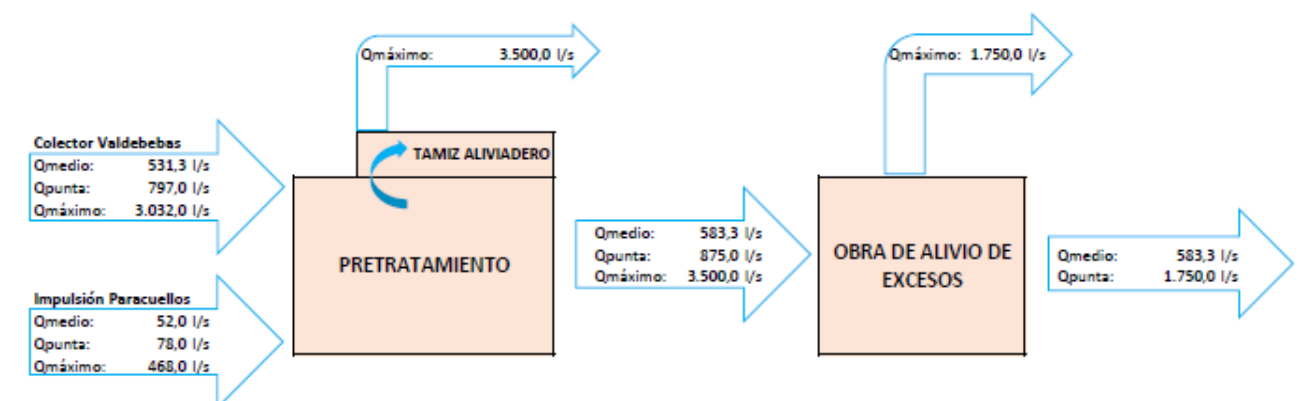 Qmáximo: 3.500,0 l/s
Qmáximo: 1.750,0 l/s
TAMIZ ALIVIADERO
Colector Valdebebas
Qmedio: 531,3 l/s
Qpunta: 797,0 l/s
Qmáximo: 3.032,0 l/s
PRETRATAMIENTO
Impulsión Paracuellos
Qmedio: 52,0 l/s
Qpunta: 78,0 l/s
Qmáximo: 468,0 l/s
Qmedio: 583,3 l/s
Qpunta: 875,0 l/s
Qmáximo: 3.500,0 l/s
OBRA DE ALIVIO DE
EXCESOS
Qmedio: 583,3 l/s
Qpunta: 1.750,0 l/s